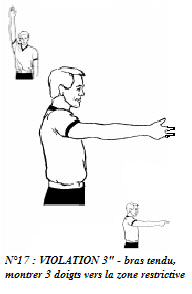 N°17 : VIOLATION 3" - bras tendu,
montrer 3 doigts vers la zone restrictive